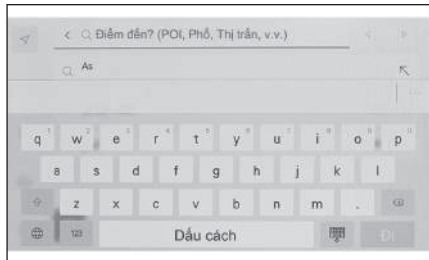 Điểm đến? (POI, Phố, Thị trấn, v.v.)
As
q w e r t y u i o p
a s d f g h j k l
z x c v b n m .
123 Dấu cách Đi